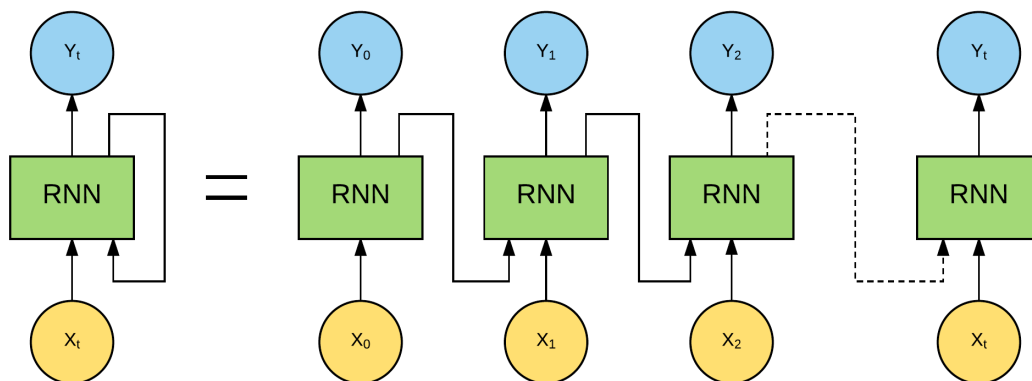 Yₜ Y₀ Y₁ Y₂ Yₜ
RNN = RNN RNN RNN RNN
Xₜ X₀ X₁ X₂ Xₜ